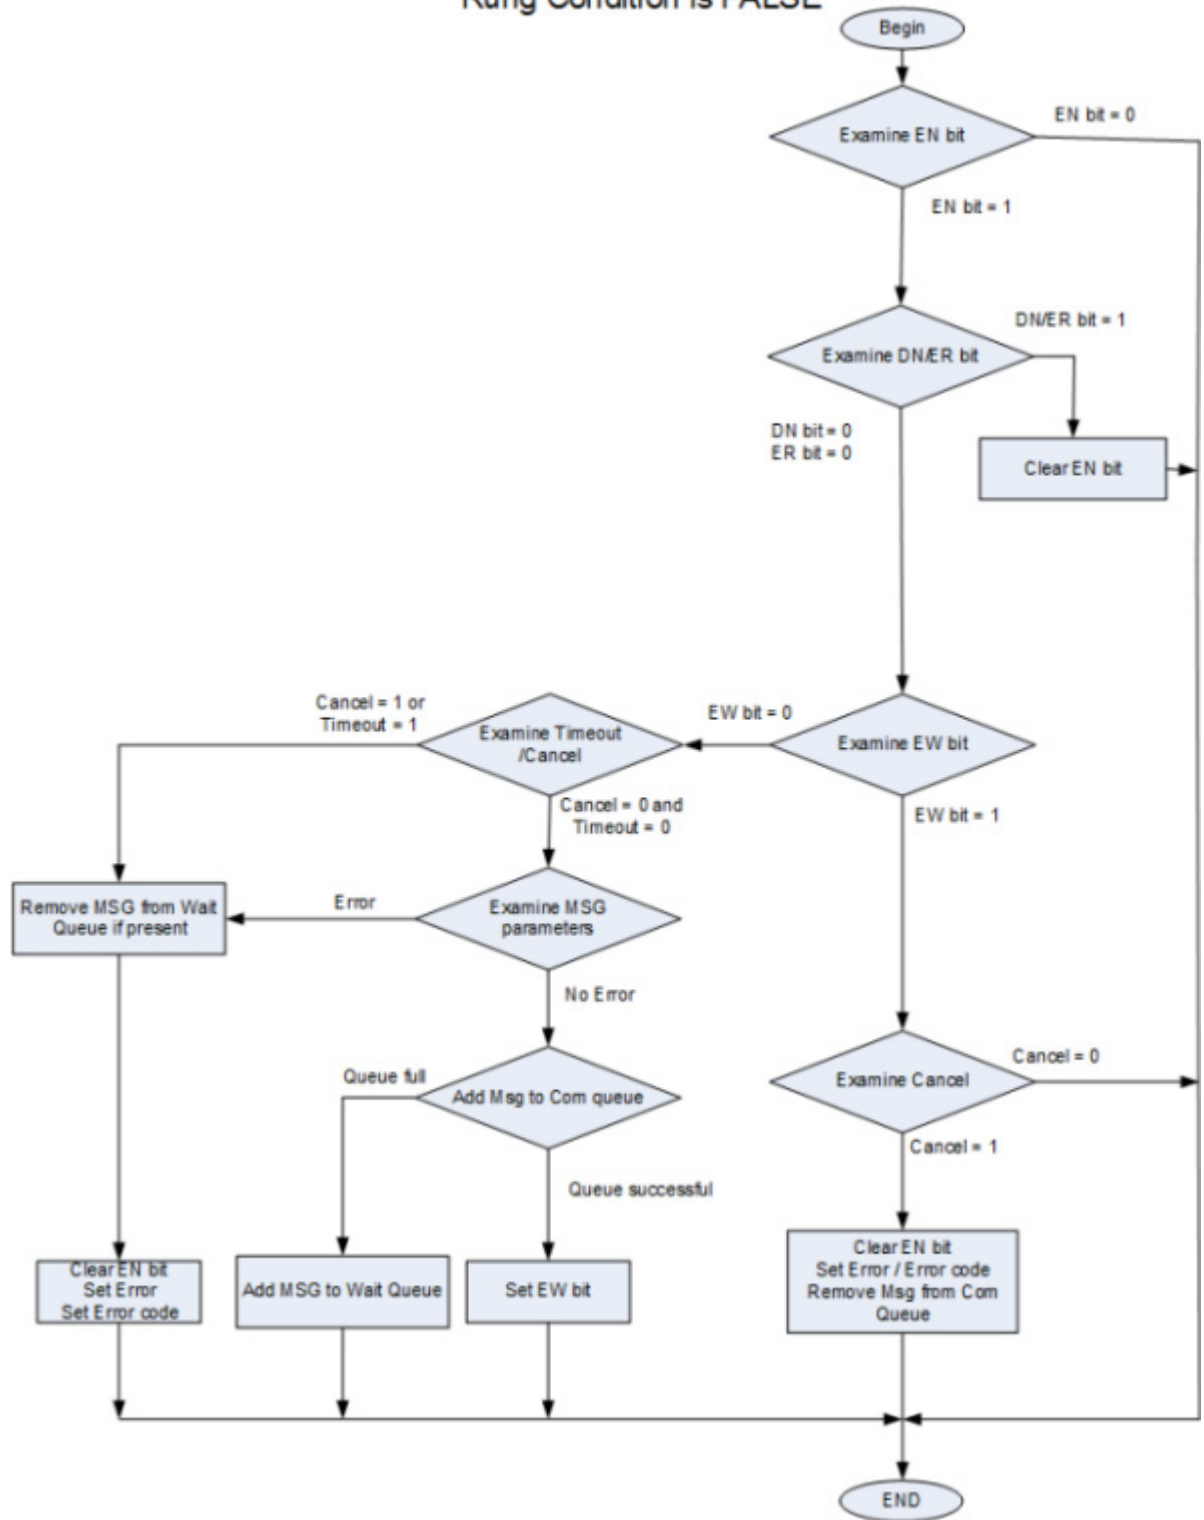 Rung Condition is FALSE
Begin
Examine EN bit
EN bit = 0
EN bit = 1
Examine DN/ER bit
DN/ER bit = 1
DN bit = 0
ER bit = 0
Clear EN bit
Examine EW bit
EW bit = 0
EW bit = 1
Examine Timeout
/Cancel
Cancel = 1 or
Timeout = 1
Cancel = 0 and
Timeout = 0
Remove MSG from Wait
Queue if present
Error
Examine MSG
parameters
No Error
Queue full
Add Msg to Com queue
Queue successful
Examine Cancel
Cancel = 0
Cancel = 1
Clear EN bit
Set Error
Set Error code
Add MSG to Wait Queue
Set EW bit
Clear EN bit
Set Error / Error code
Remove Msg from Com
Queue
END